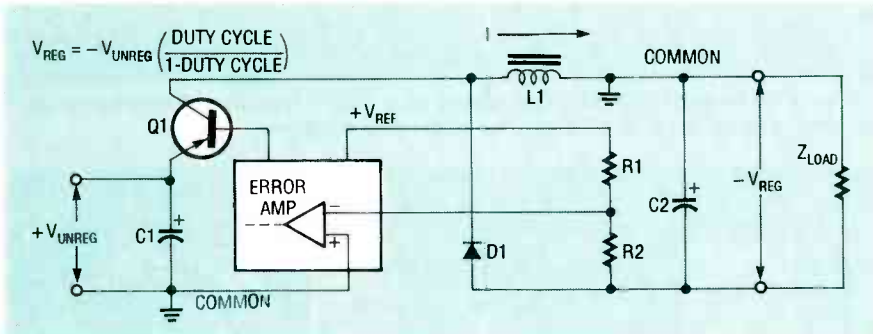 V_REG = -V_UNREG (DUTY CYCLE / 1-DUTY CYCLE)
I
COMMON
L1
Q1
+ V_REF
R1
Z_LOAD
ERROR
AMP
-
+
+ V_UNREG
C1
+
D1
R2
C2
+
-V_REG
COMMON